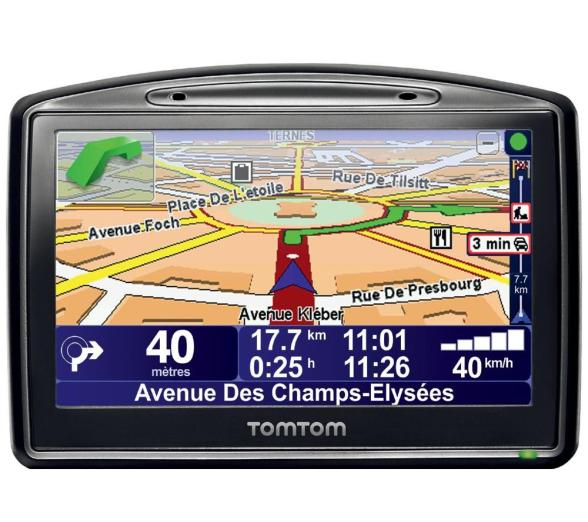 TERNES
Rue De Tilsitt
Place De L'etoile
Avenue Foch
3 min
7.7
km
Rue De Presbourg
Avenue Kléber
40
mètres
17.7 km 11:01
0:25 h 11:26
40 km/h
Avenue Des Champs-Elysées
TOMTOM